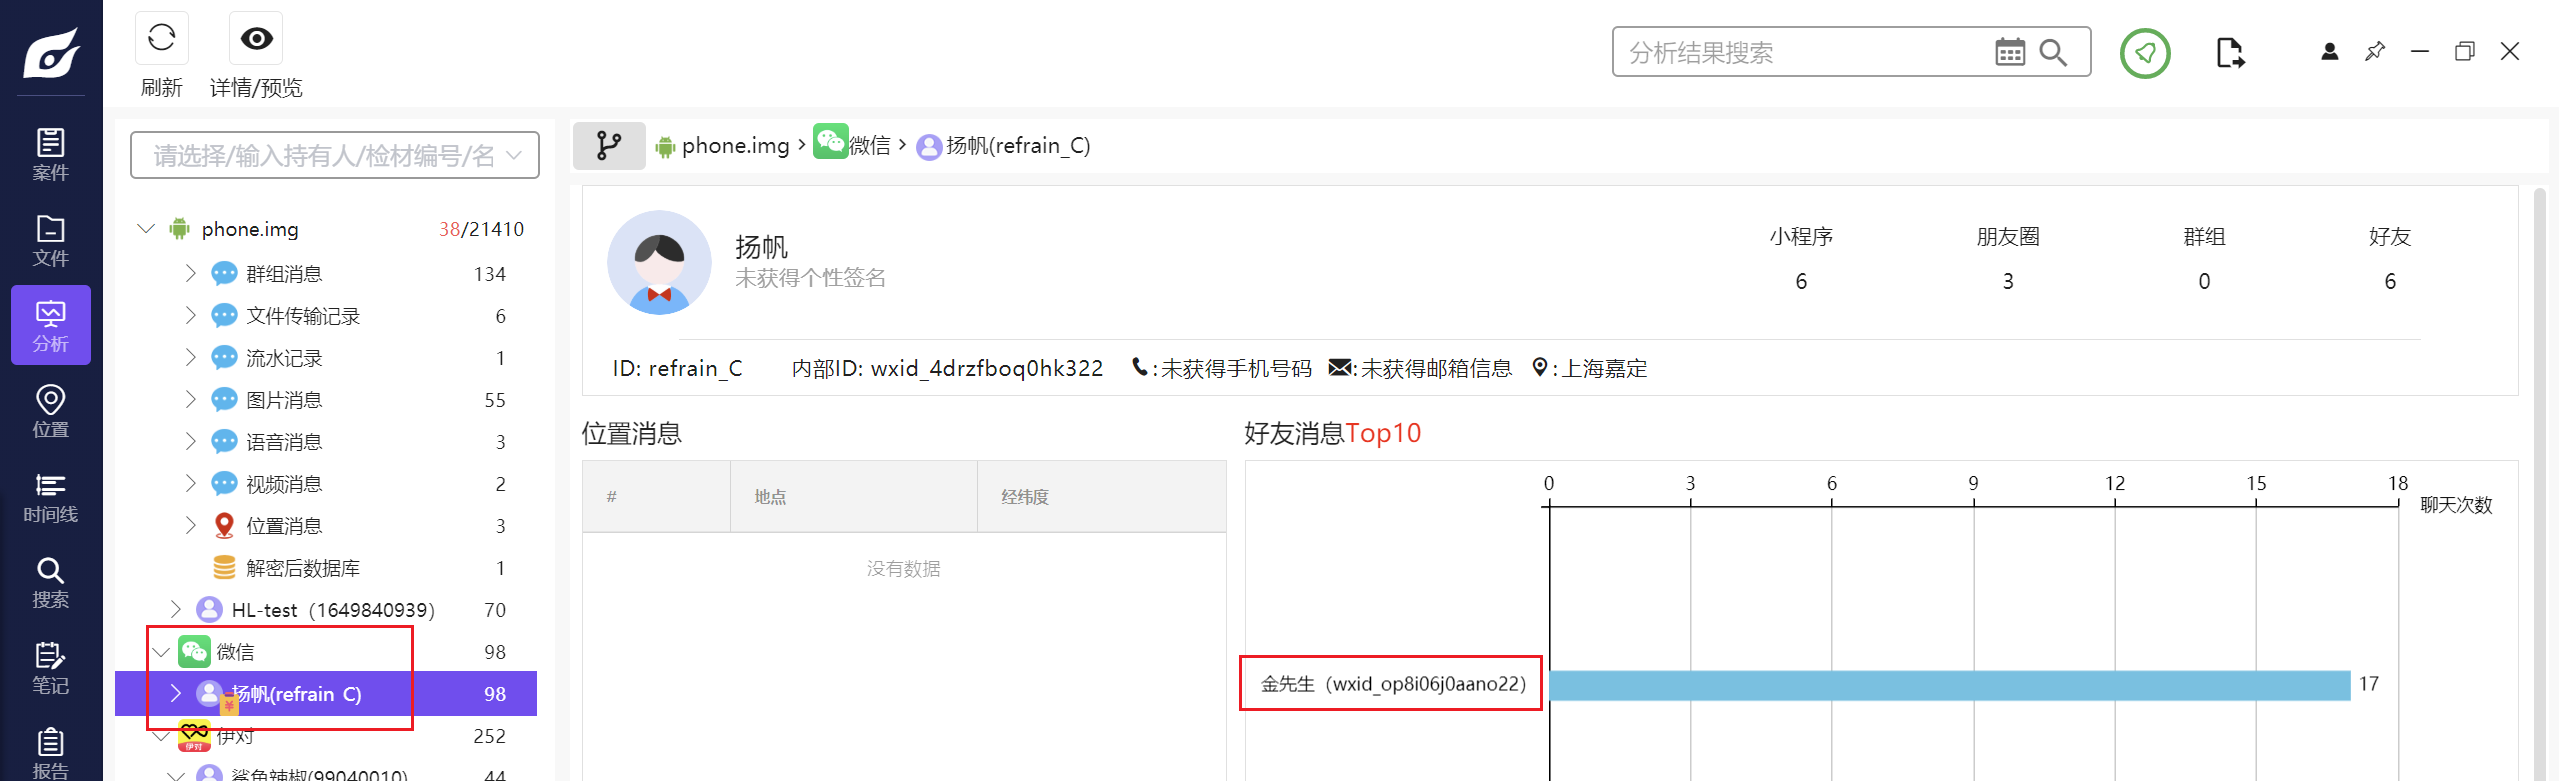 刷新
详情/预览
分析结果搜索
案件
文件
分析
位置
时间线
搜索
笔记
报告
请选择/输入持有人/检材编号/名
phone.img 38/21410
群组消息 134
文件传输记录 6
流水记录 1
图片消息 55
语音消息 3
视频消息 2
位置消息 3
解密后数据库 1
HL-test（1649840939） 70
微信 98
扬帆(refrain_C) 98
伊对 252
鲨鱼辣椒(99040010) 44
phone.img > 微信 > 扬帆(refrain_C)
扬帆
未获得个性签名
小程序 朋友圈 群组 好友
6 3 0 6
ID: refrain_C 内部ID: wxid_4drzfboq0hk322 :未获得手机号码 :未获得邮箱信息 :上海嘉定
位置消息
# 地点 经纬度
没有数据
好友消息Top10
0 3 6 9 12 15 18
聊天次数
金先生（wxid_op8i06j0aano22） 17